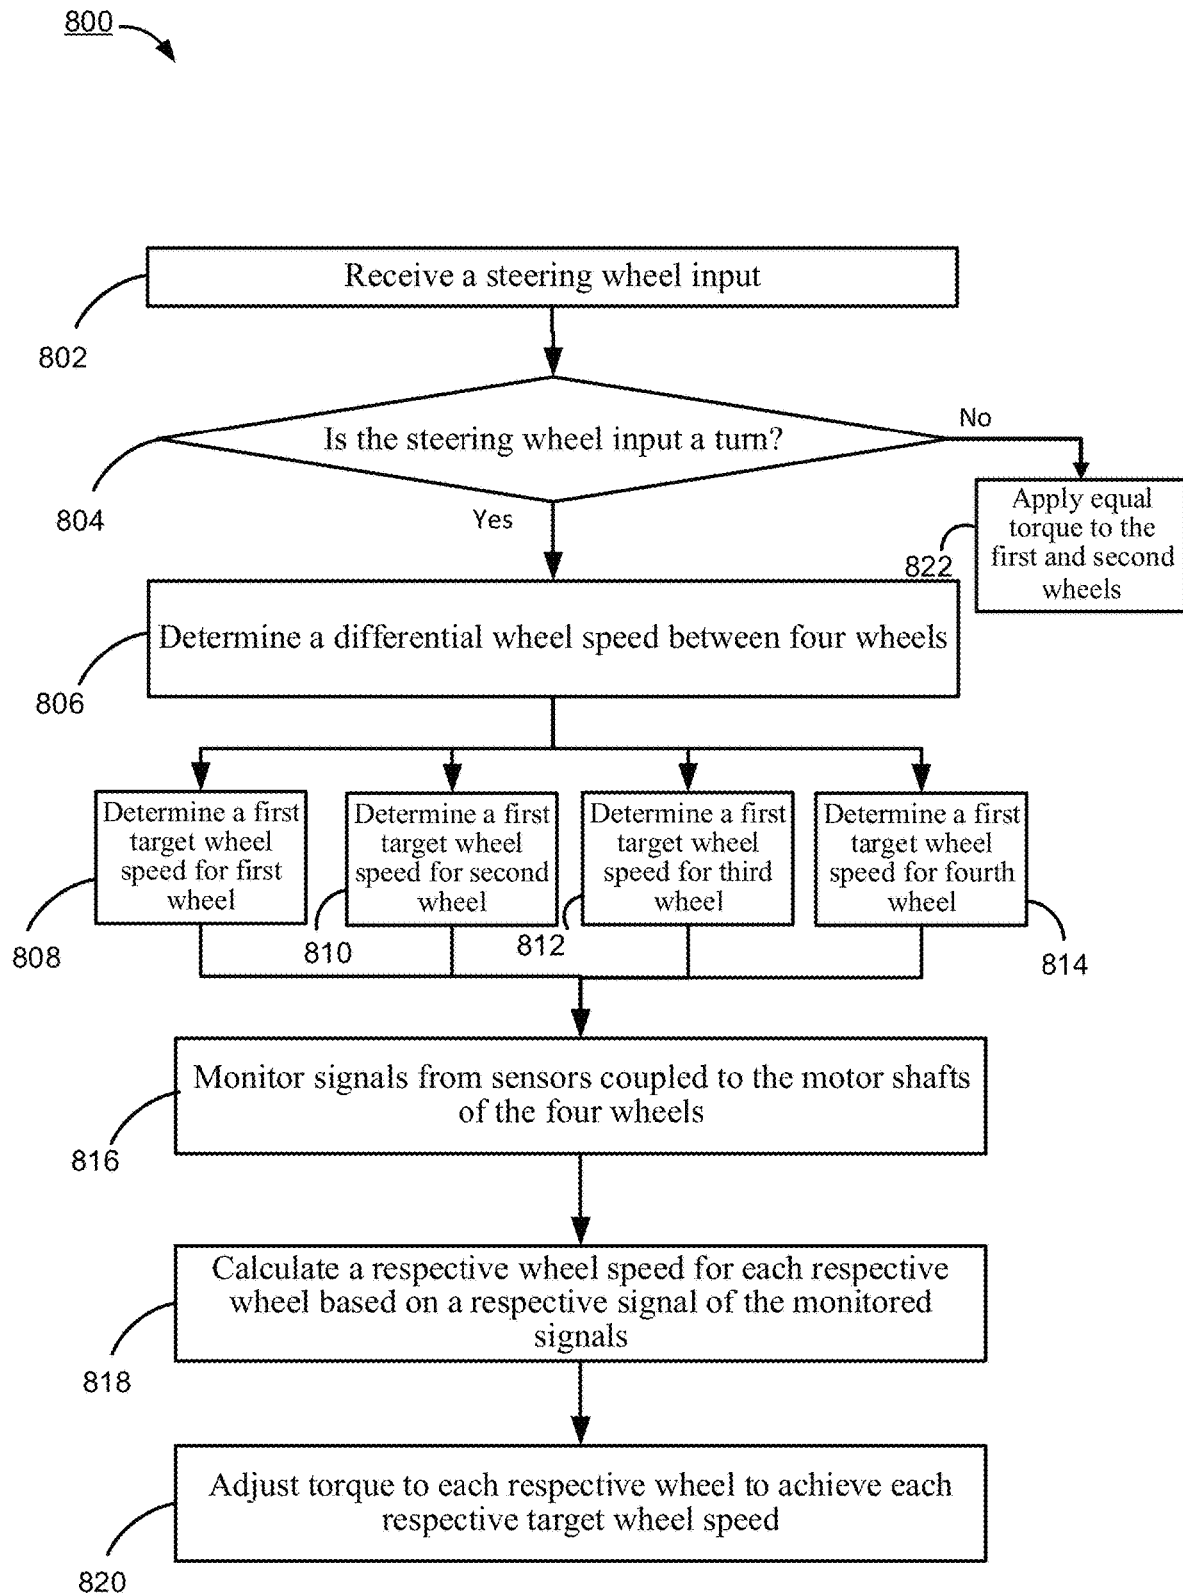 800
Receive a steering wheel input
802
Is the steering wheel input a turn?
No
804
Yes
Apply equal
torque to the
first and second
wheels
822
Determine a differential wheel speed between four wheels
806
Determine a first
target wheel
speed for first
wheel
808
Determine a first
target wheel
speed for second
wheel
810
Determine a first
target wheel
speed for third
wheel
812
Determine a first
target wheel
speed for fourth
wheel
814
Monitor signals from sensors coupled to the motor shafts
of the four wheels
816
Calculate a respective wheel speed for each respective
wheel based on a respective signal of the monitored
signals
818
Adjust torque to each respective wheel to achieve each
respective target wheel speed
820